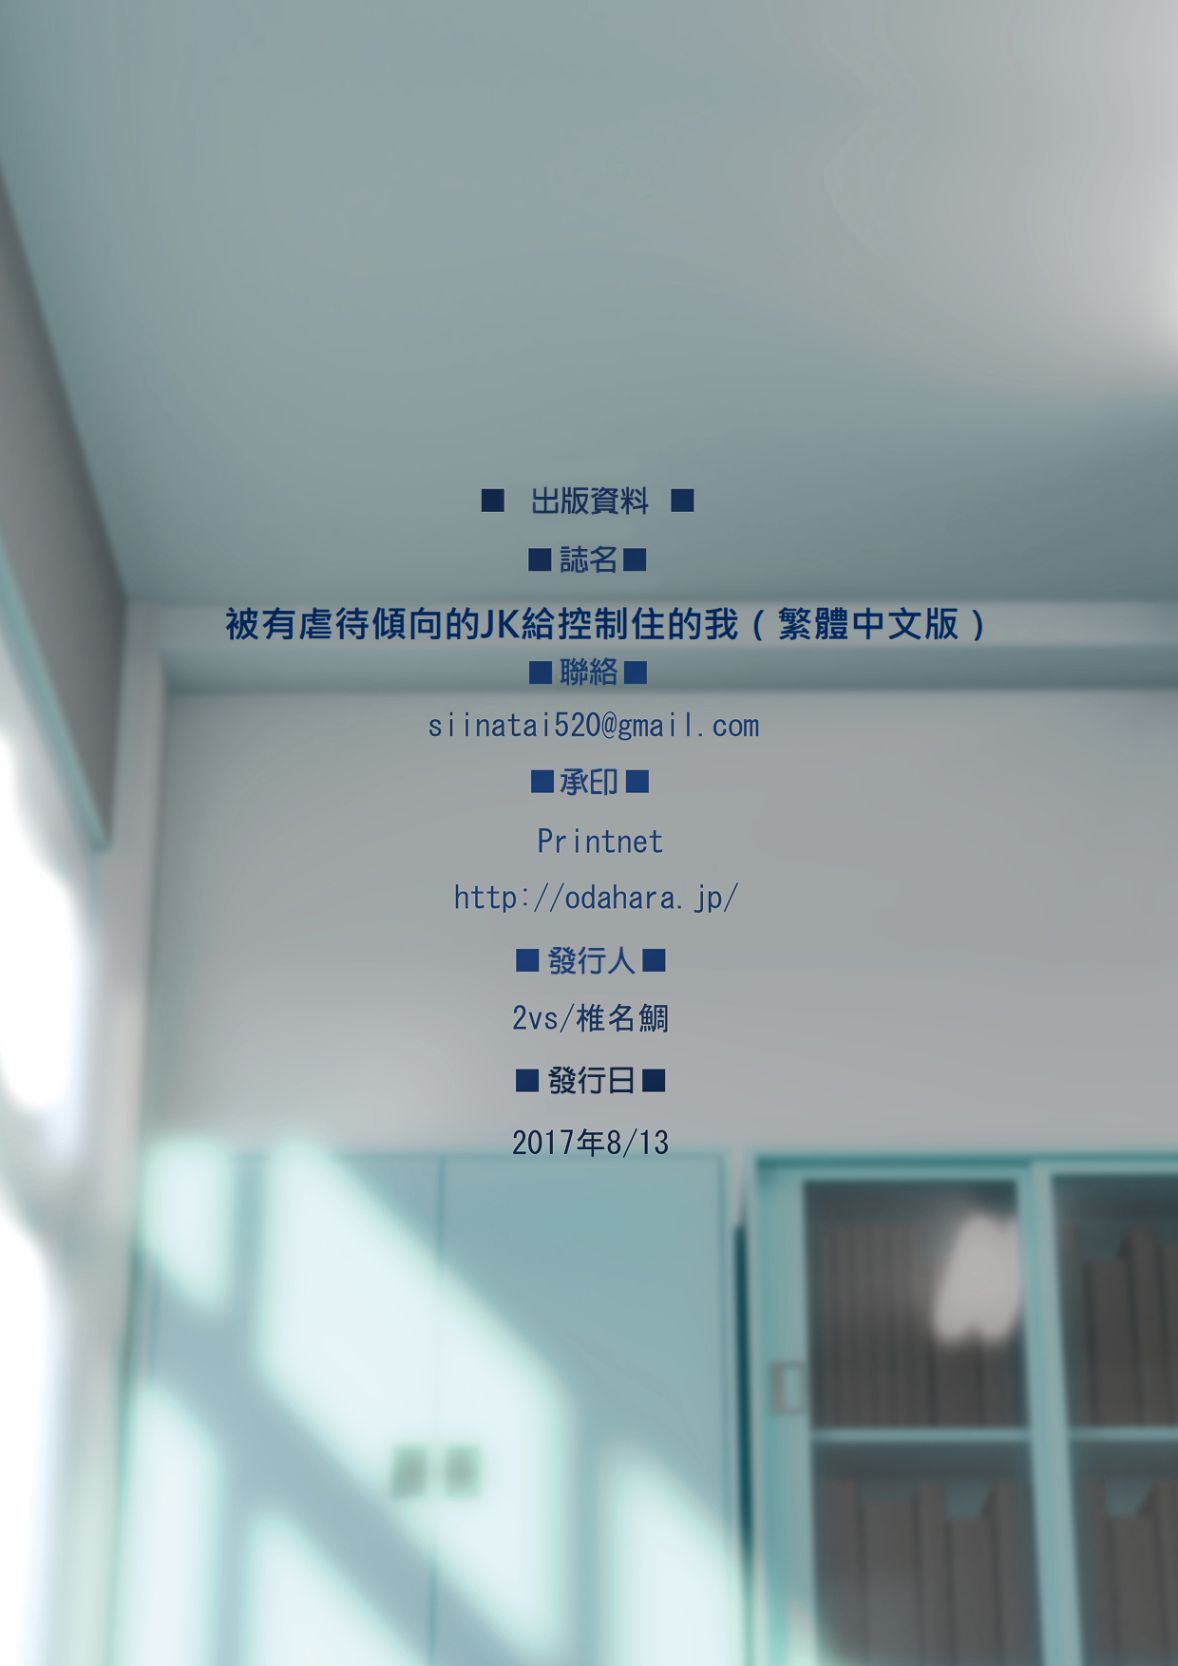 ■ 出版資料 ■
■誌名■
被有虐待傾向的JK給控制住的我（繁體中文版）
■聯絡■
siinatai520@gmail.com
■承印■
Printnet
http://odahara.jp/
■發行人■
2vs/椎名鯛
■發行日■
2017年8/13